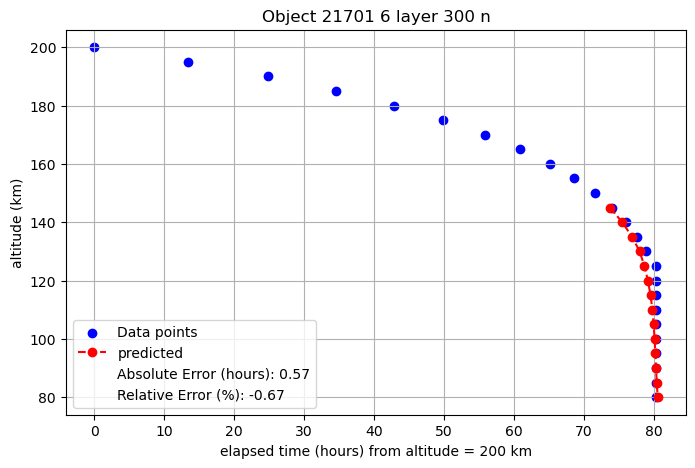 Object 21701 6 layer 300 n
altitude (km)
200
180
160
140
120
100
80
Data points
predicted
Absolute Error (hours): 0.57
Relative Error (%): -0.67
0 10 20 30 40 50 60 70 80
elapsed time (hours) from altitude = 200 km